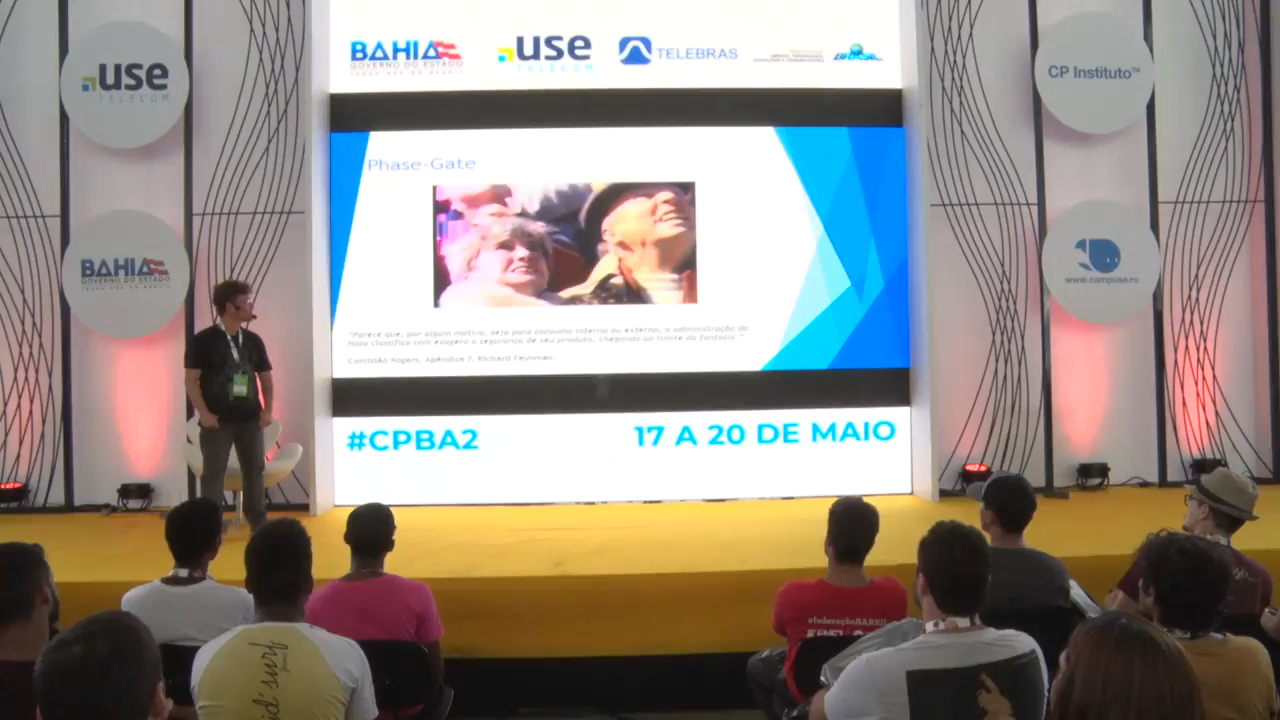 BAHIA
GOVERNO DO ESTADO
use
TELECOM
TELEBRAS
use
TELECOM
CP Instituto™
Phase-Gate
BAHIA
GOVERNO DO ESTADO
www.campuse.ro
"Parece que, por algum motivo, seja para consumo interno ou externo, a administração da
Nasa classifica com exagero a segurança de seu produto, chegando ao limite da fantasia."
Comissão Rogers, Apêndice F, Richard Feynman
#CPBA2
17 A 20 DE MAIO